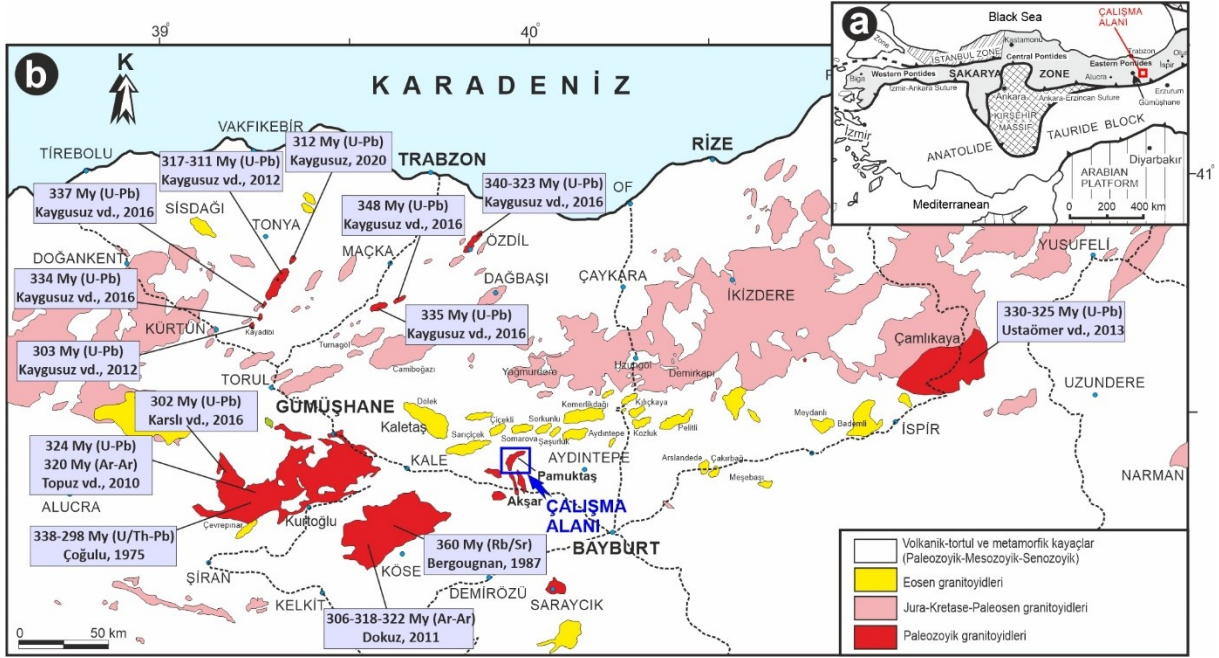 39
40
41
b
K
KARADENİZ
VAKFIKEBİR
TİREBOLU
TRABZON
RİZE
OF
312 My (U-Pb)
Kaygusuz, 2020
317-311 My (U-Pb)
Kaygusuz vd., 2012
337 My (U-Pb)
Kaygusuz vd., 2016
340-323 My (U-Pb)
Kaygusuz vd., 2016
348 My (U-Pb)
Kaygusuz vd., 2016
SİSDAĞI
TONYA
ÖZDİL
MAÇKA
DOĞANKENT
DAĞBAŞI
ÇAYKARA
İKİZDERE
YUSUFELİ
334 My (U-Pb)
Kaygusuz vd., 2016
335 My (U-Pb)
Kaygusuz vd., 2016
330-325 My (U-Pb)
Ustaömer vd., 2013
KÜRTÜN
Kayadibi
Turnagöl
Camiboğazı
Yağmurdere
Uzungöl
Demirkapı
Çamlıkaya
303 My (U-Pb)
Kaygusuz vd., 2012
TORUL
UZUNDERE
302 My (U-Pb)
Karslı vd., 2016
GÜMÜŞHANE
Dölek
Kaletaş
Sarıçiçek
Çiçekli
Sorkunlu
Somarova
Şaşurluk
Kemerlikdağı
Kılıçkaya
Aydıntepe
Kozluk
Pelitli
Meydanlı
Bademli
İSPİR
324 My (U-Pb)
320 My (Ar-Ar)
Topuz vd., 2010
KALE
AYDINTEPE
Pamuktaş
Akşar
Arslandede
Çakırbağ
Meşebaşı
NARMAN
ALUCRA
Çevrepınar
Kurtoğlu
ÇALIŞMA
ALANI
338-298 My (U/Th-Pb)
Çoğulu, 1975
360 My (Rb/Sr)
Bergougnan, 1987
BAYBURT
ŞİRAN
KÖSE
DEMİRÖZÜ
KELKİT
SARAYCIK
306-318-322 My (Ar-Ar)
Dokuz, 2011
0
50 km
a
Black Sea
ÇALIŞMA
ALANI
Zone
İSTANBUL ZONE
Kastamonu
Central Pontides
Trabzon
Eastern Pontides
İspir
Western Pontides
Biga
SAKARYA
ZONE
Alucra
Erzurum
Gümüşhane
İzmir-Ankara Suture
Ankara
Ankara-Erzincan Suture
KIRŞEHİR
MASSIF
İzmir
ANATOLIDE
TAURIDE BLOCK
Diyarbakır
ARABIAN
PLATFORM
Mediterranean
0 200 400
km
Volkanik-tortul ve metamorfik kayaçlar
(Paleozoyik-Mesozoyik-Senozoyik)
Eosen granitoyidleri
Jura-Kretase-Paleosen granitoyidleri
Paleozoyik granitoyidleri